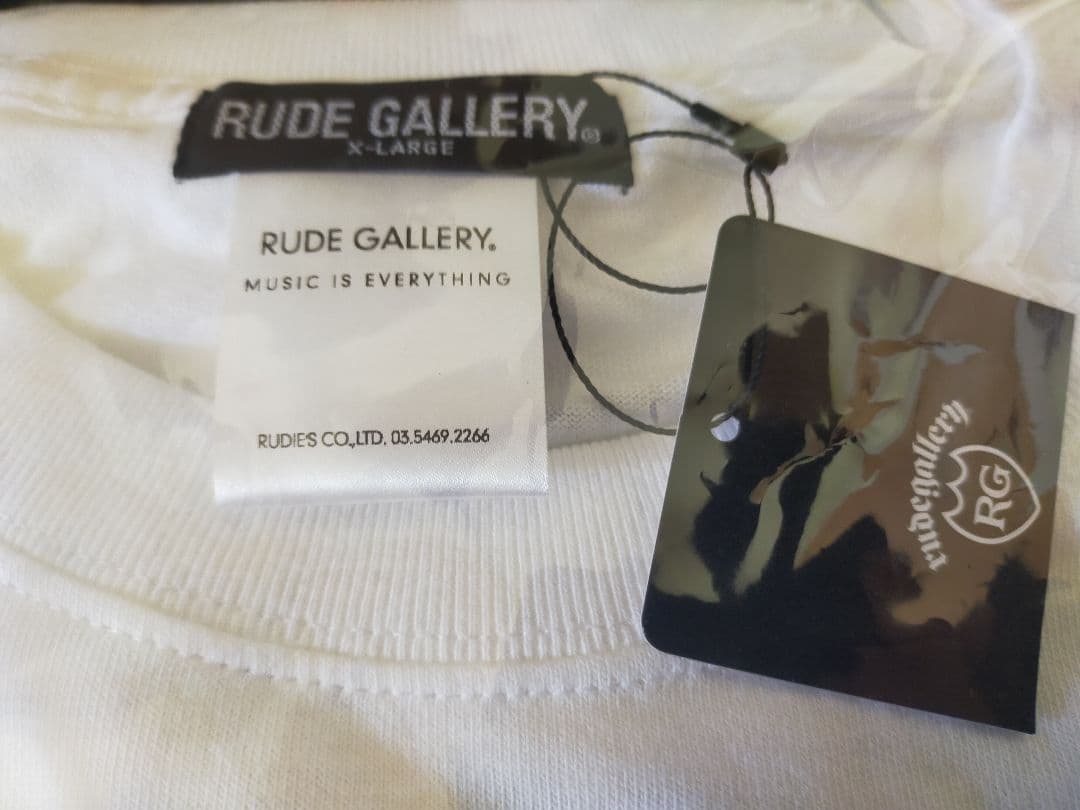 RUDE GALLERY®
X-LARGE
RUDE GALLERY®
MUSIC IS EVERYTHING
RUDIES CO.,LTD. 03.5469.2266
rudegallery
RG